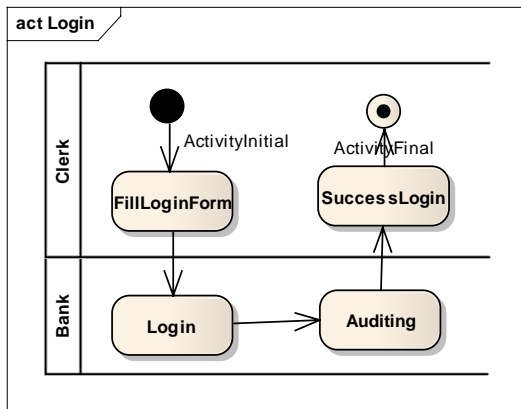 act Login
Clerk
ActivityInitial
ActivityFinal
FillLoginForm
SuccessLogin
Bank
Login
Auditing